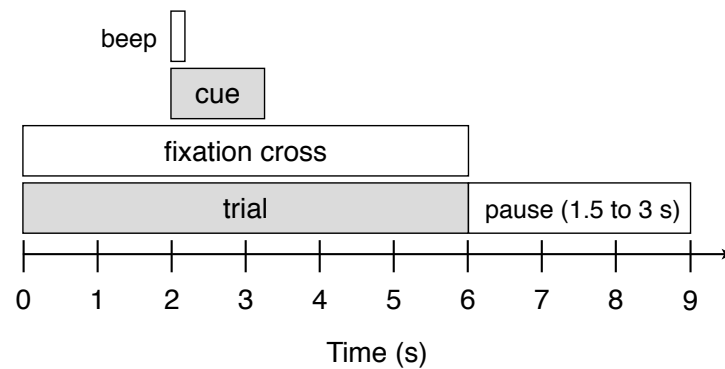 beep
cue
fixation cross
trial
pause (1.5 to 3 s)
0 1 2 3 4 5 6 7 8 9
Time (s)